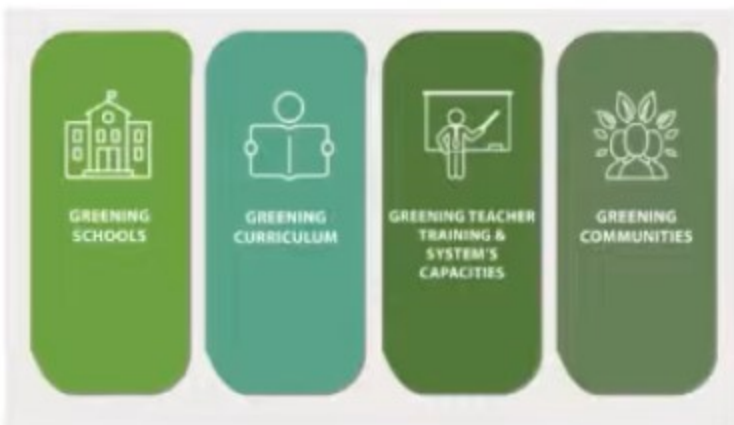 GREENING
SCHOOLS
GREENING
CURRICULUM
GREENING TEACHER
TRAINING &
SYSTEM'S
CAPACITIES
GREENING
COMMUNITIES